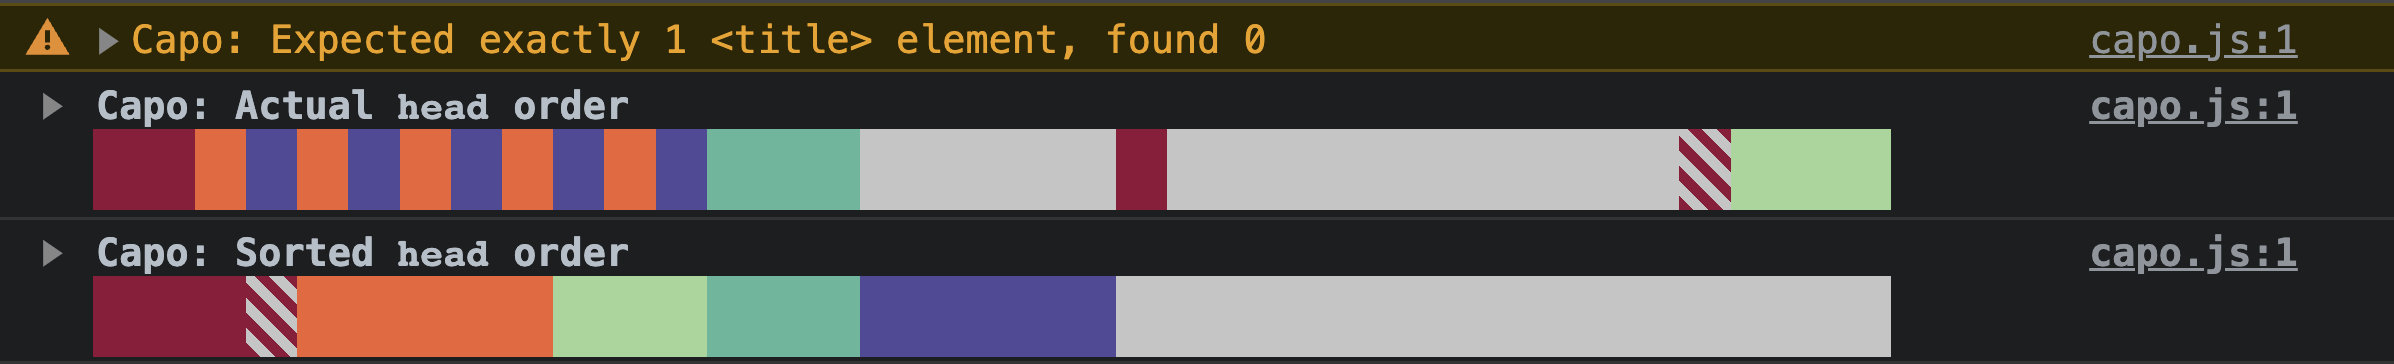 Capo: Expected exactly 1 <title> element, found 0 capo.js:1
Capo: Actual head order capo.js:1
Capo: Sorted head order capo.js:1